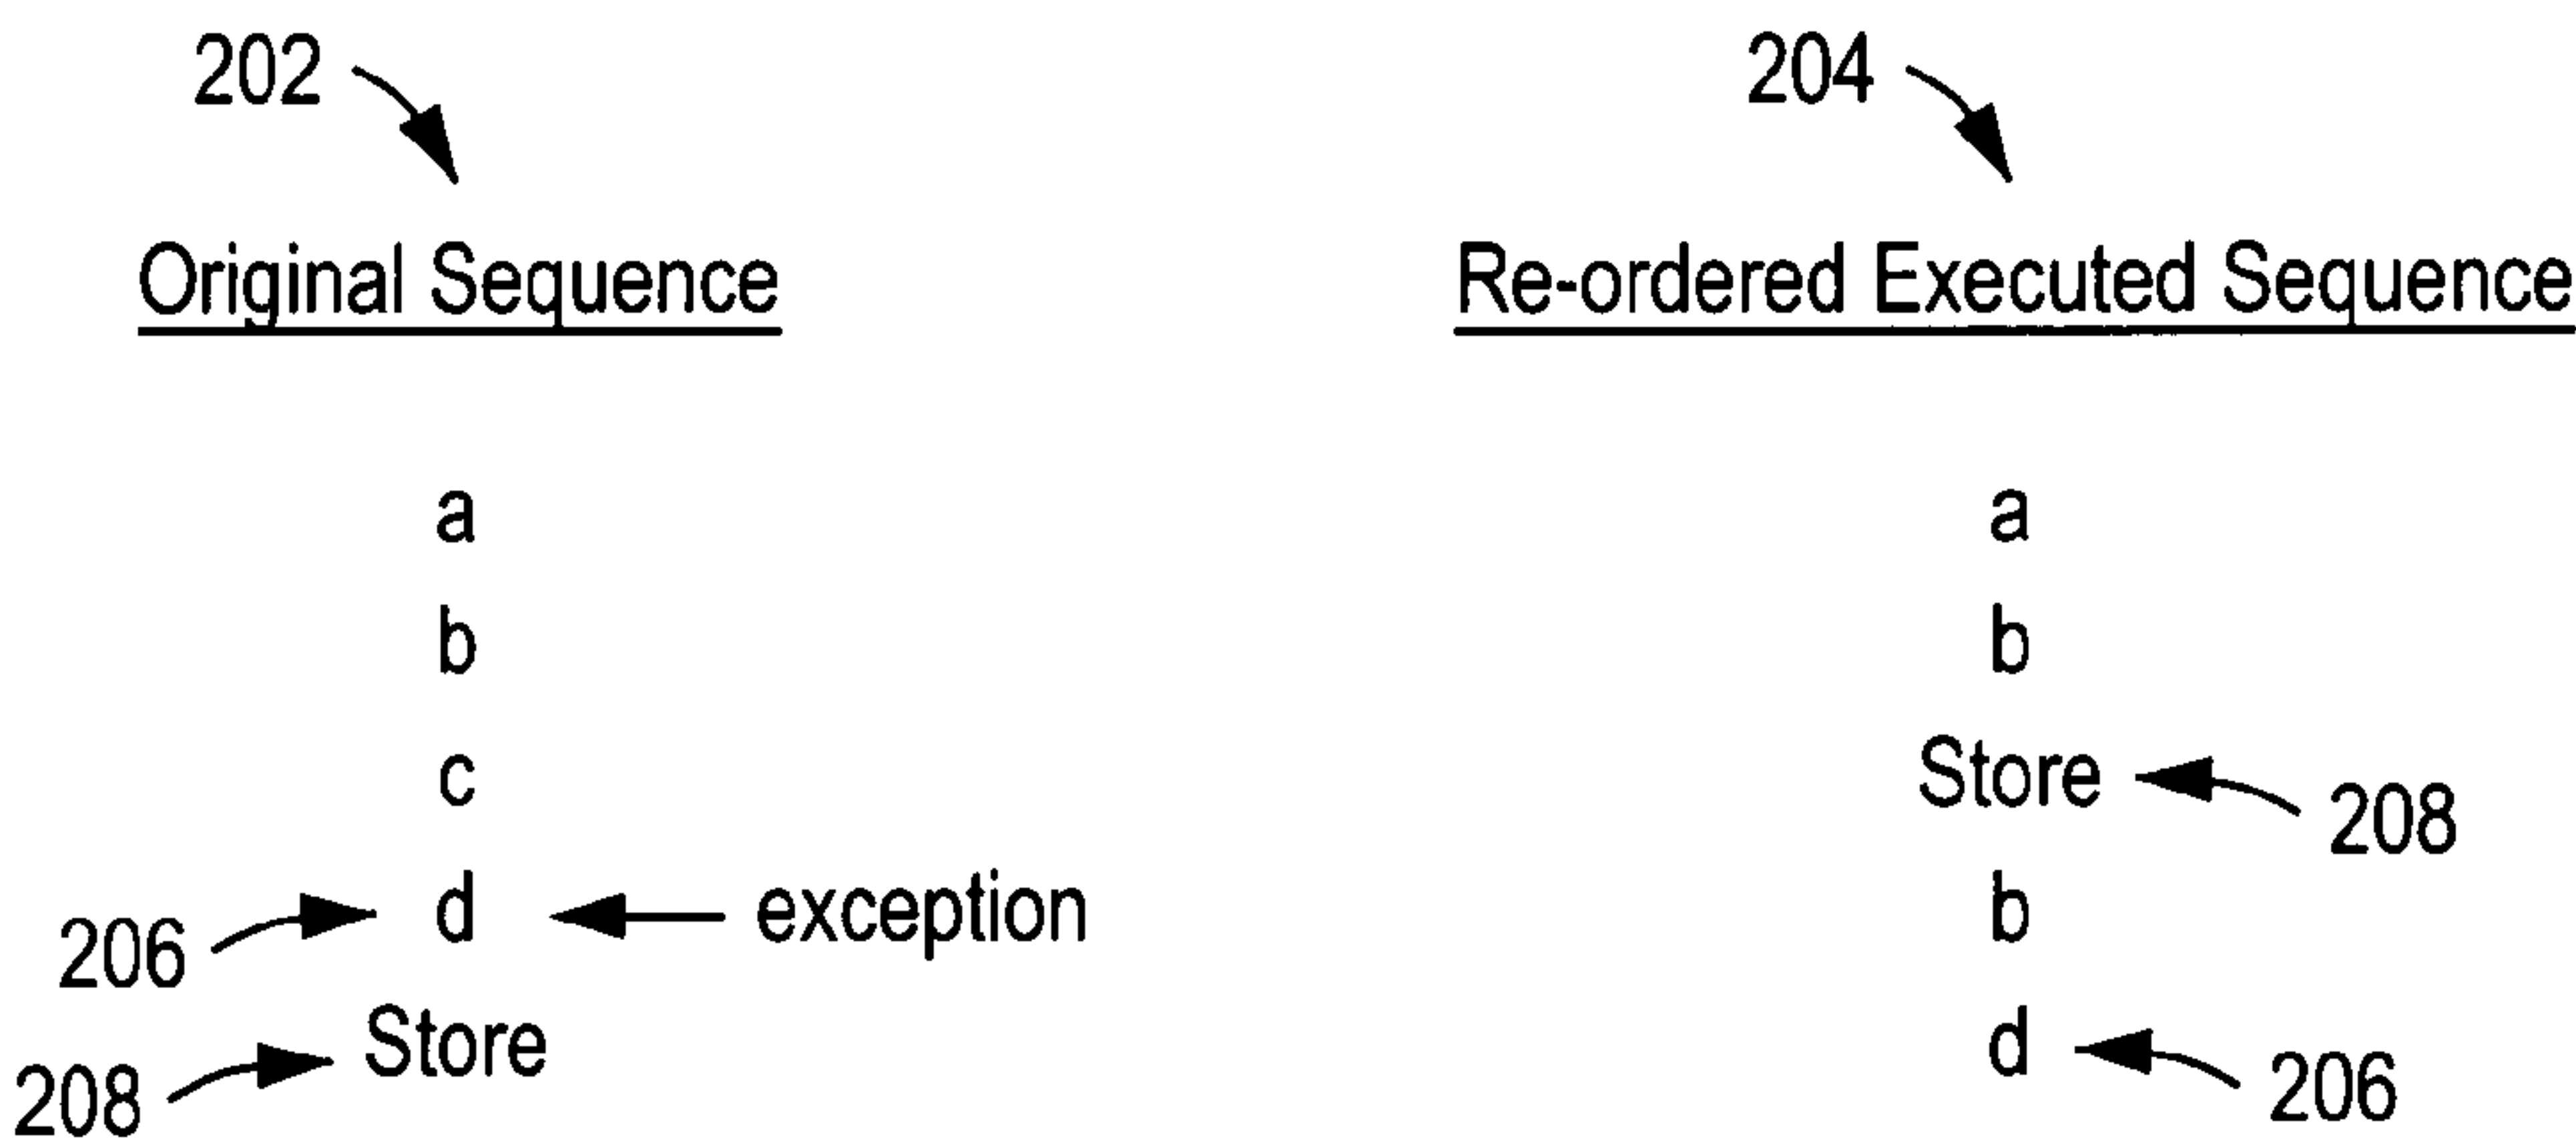 202 204
Original Sequence Re-ordered Executed Sequence
a a
b b
c Store 208
206 d exception b
208 Store d 206